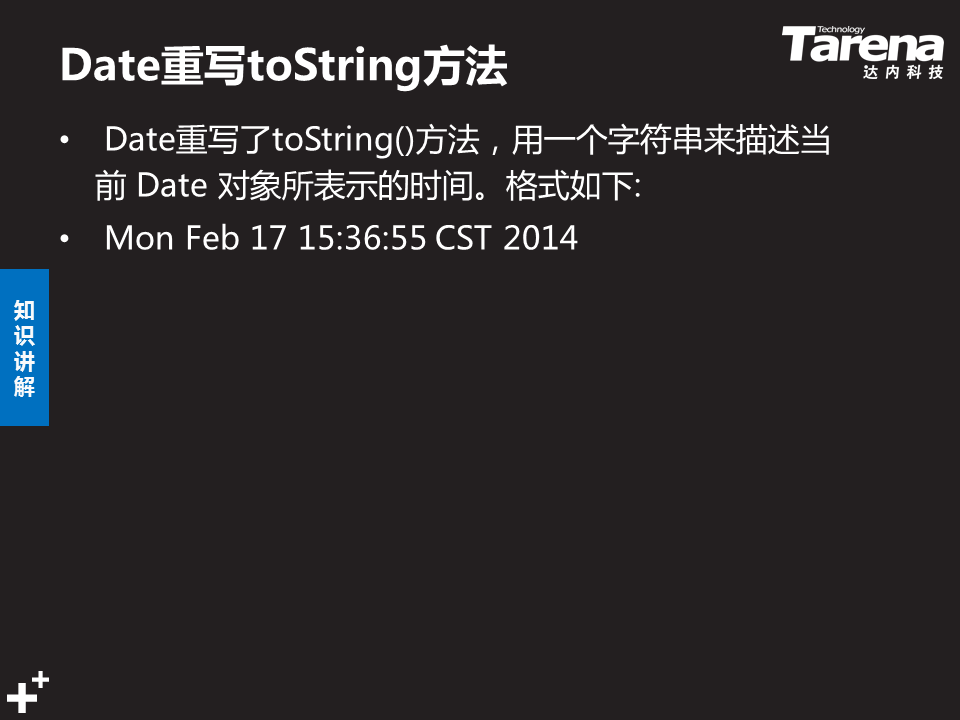 Date重写toString方法
Technology
Tarena
达内科技
• Date重写了toString()方法，用一个字符串来描述当
前 Date 对象所表示的时间。格式如下:
• Mon Feb 17 15:36:55 CST 2014
知
识
讲
解